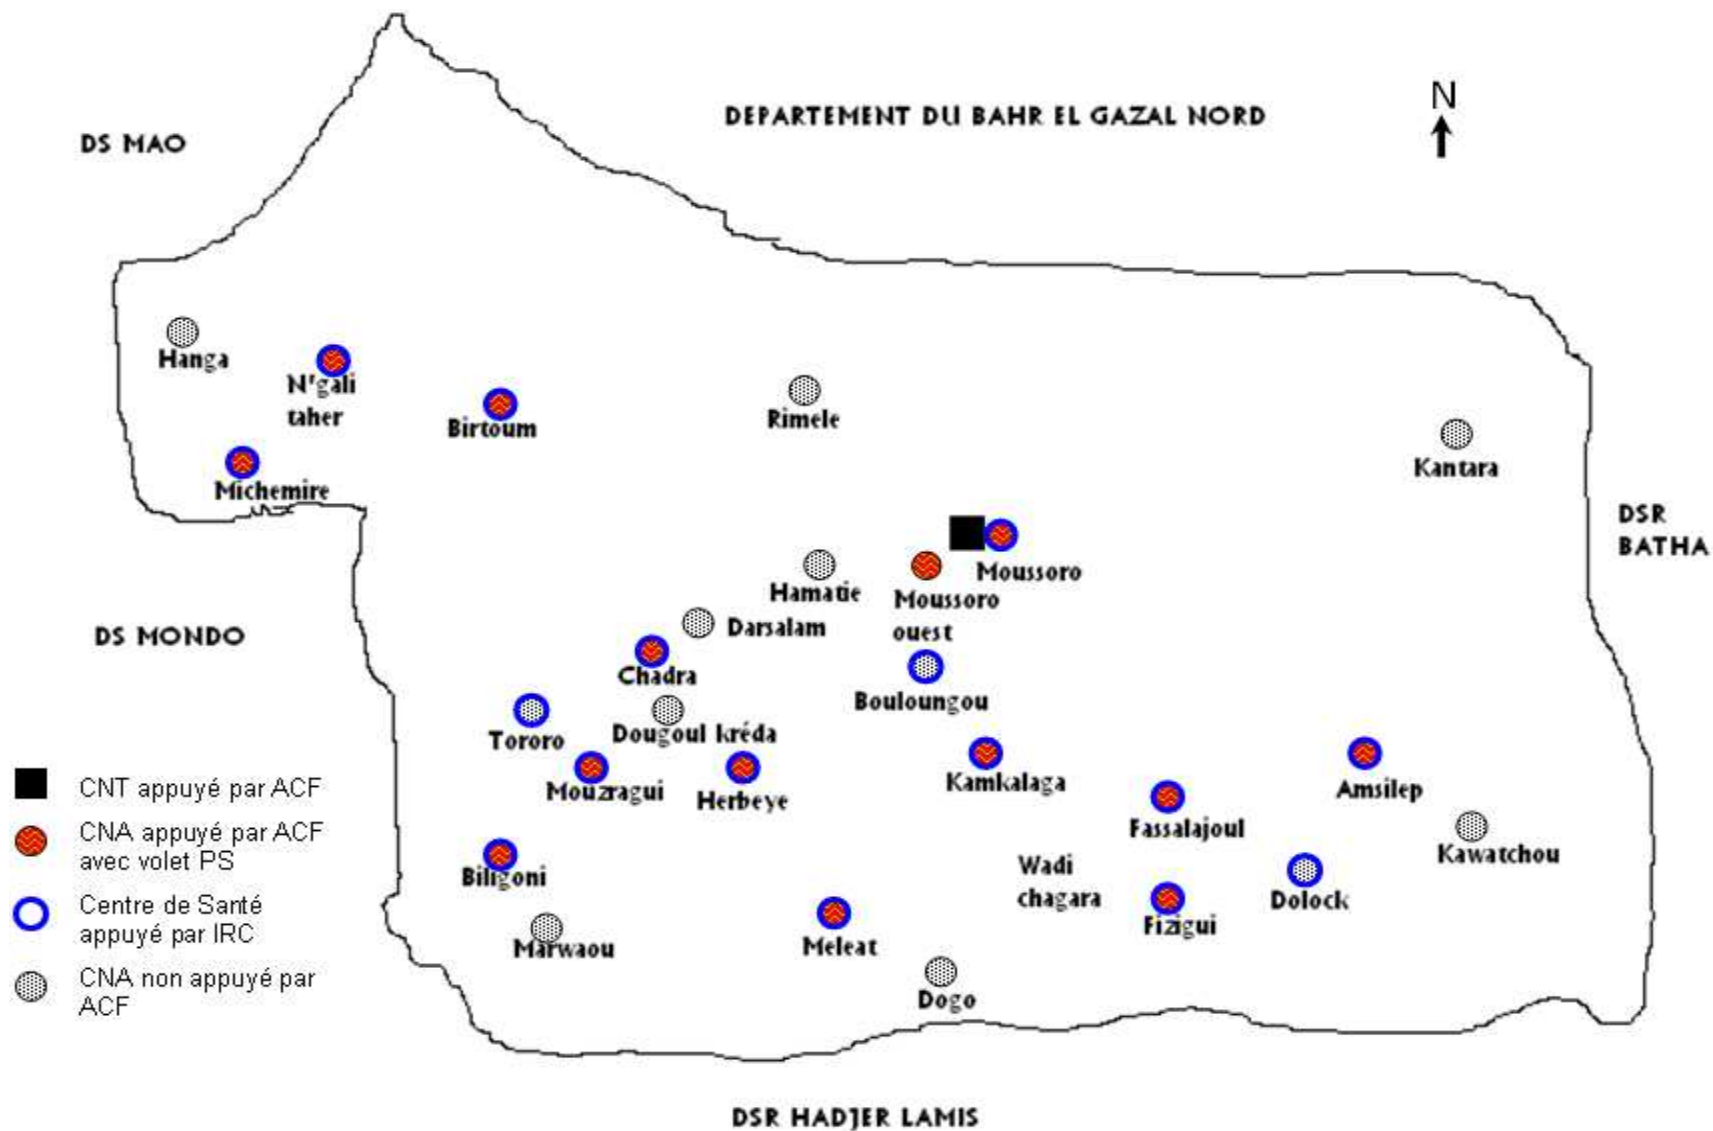 DEPARTEMENT DU BAHR EL GAZAL NORD
N
DS MAO
Hanga
N'gali
taher
Birtoum
Rimele
Kantara
Michemire
DSR
BATHA
Moussoro
Hamatie
Moussoro
ouest
DS MONDO
Darsalam
Chadra
Bouloungou
Tororo
Dougoul kréda
Mouzragui
Herbeye
Kamkalaga
Amsilep
Fassalajoul
Kawatchou
Wadi
chagara
Biligoni
Dolock
Fizigui
Marwaou
Meleat
Dogo
CNT appuyé par ACF
CNA appuyé par ACF
avec volet PS
Centre de Santé
appuyé par IRC
CNA non appuyé par
ACF
DSR HADJER LAMIS